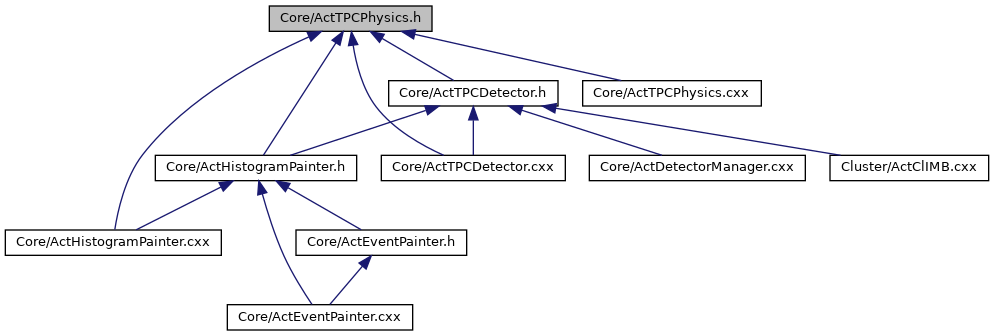 Core/ActTPCPhysics.h
Core/ActTPCDetector.h
Core/ActTPCPhysics.cxx
Core/ActHistogramPainter.h
Core/ActTPCDetector.cxx
Core/ActDetectorManager.cxx
Cluster/ActClIMB.cxx
Core/ActHistogramPainter.cxx
Core/ActEventPainter.h
Core/ActEventPainter.cxx